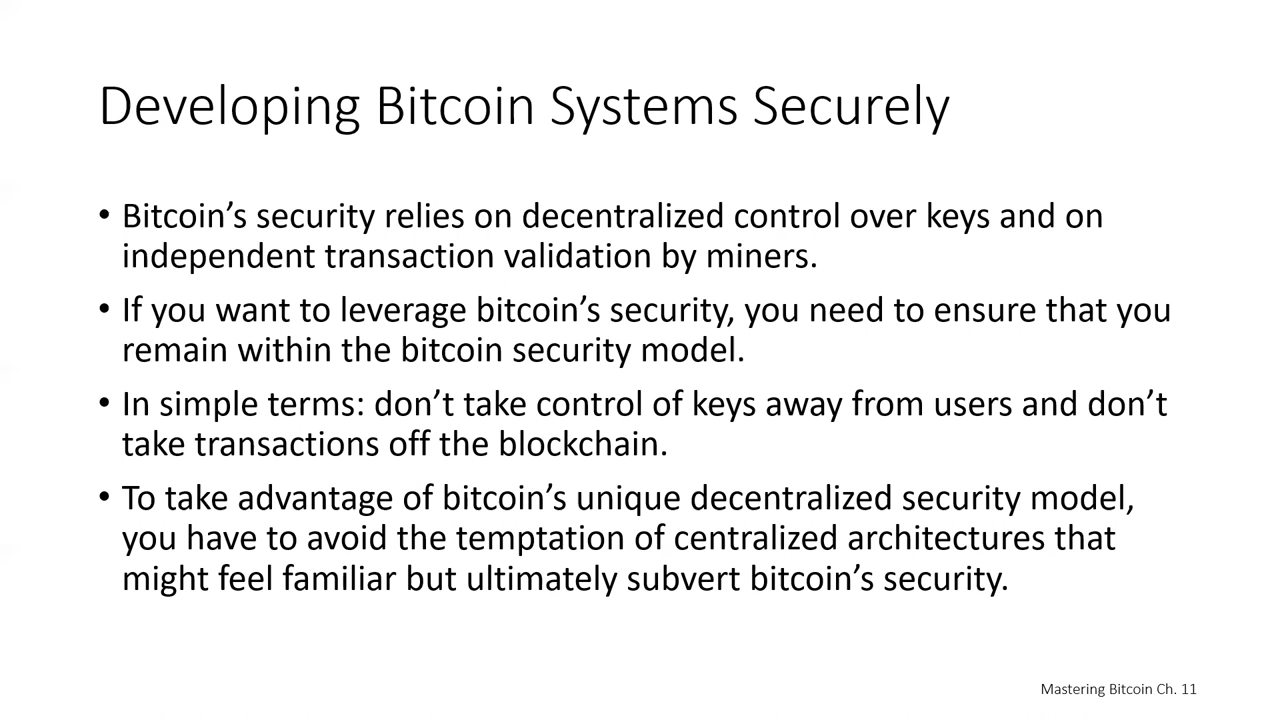 Developing Bitcoin Systems Securely
• Bitcoin’s security relies on decentralized control over keys and on
independent transaction validation by miners.
• If you want to leverage bitcoin’s security, you need to ensure that you
remain within the bitcoin security model.
• In simple terms: don’t take control of keys away from users and don’t
take transactions off the blockchain.
• To take advantage of bitcoin’s unique decentralized security model,
you have to avoid the temptation of centralized architectures that
might feel familiar but ultimately subvert bitcoin’s security.
Mastering Bitcoin Ch. 11